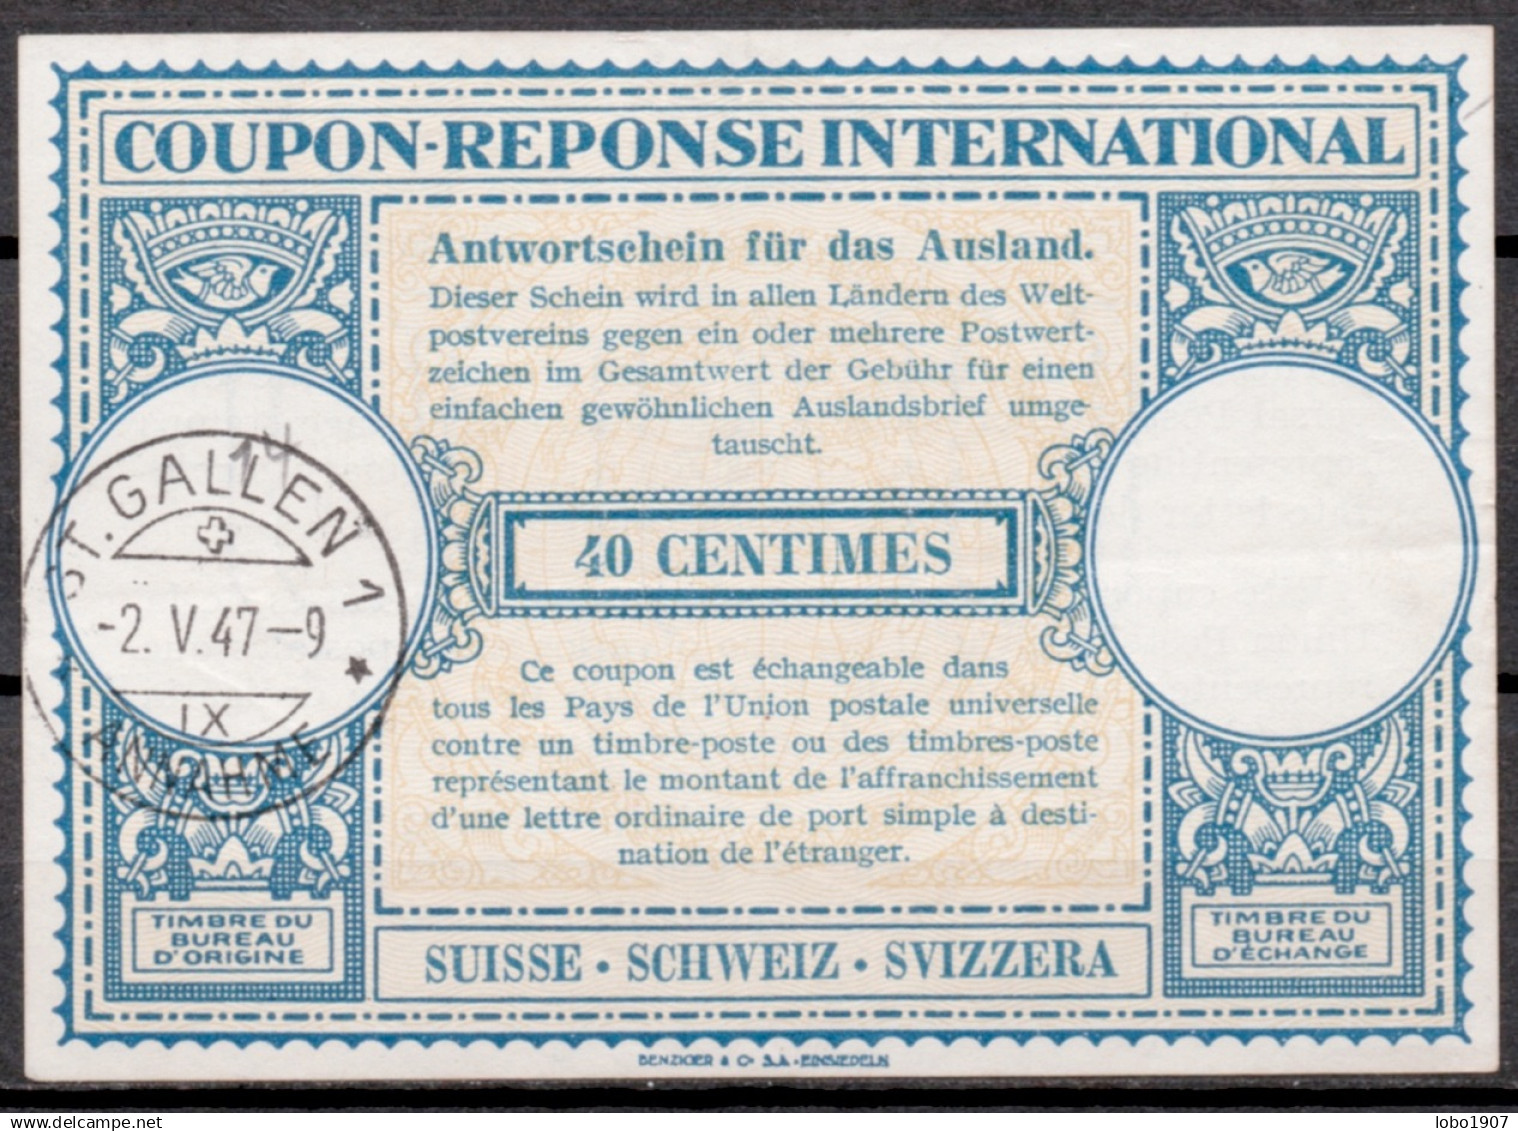 COUPON-REPONSE INTERNATIONAL
Antwortschein für das Ausland.
Dieser Schein wird in allen Ländern des Welt-
postvereins gegen ein oder mehrere Postwert-
zeichen im Gesamtwert der Gebühr für einen
einfachen gewöhnlichen Auslandsbrief umge-
tauscht.
14
ST. GALLEN 1
-2. V. 47-9
IX
ANNAHME
40 CENTIMES
Ce coupon est échangeable dans
tous les Pays de l'Union postale universelle
contre un timbre-poste ou des timbres-poste
représentant le montant de l'affranchissement
d'une lettre ordinaire de port simple à desti-
nation de l'étranger.
TIMBRE DU
BUREAU
D'ORIGINE
SUISSE • SCHWEIZ • SVIZZERA
TIMBRE DU
BUREAU
D'ÉCHANGE
BENZIGER & Co S.A. • EINSIEDELN
lobo1907